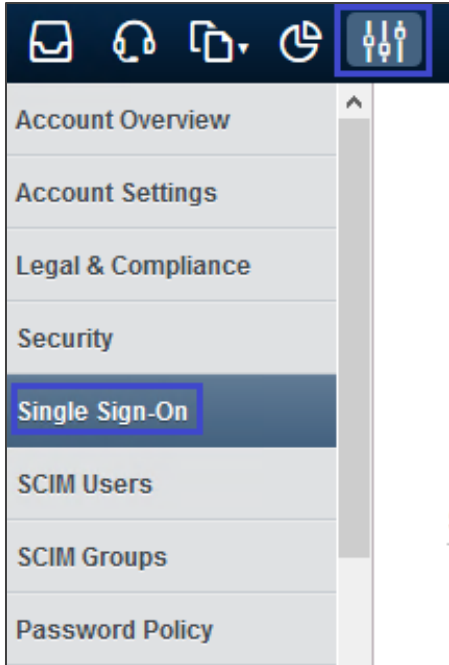 Account Overview
Account Settings
Legal & Compliance
Security
Single Sign-On
SCIM Users
SCIM Groups
Password Policy